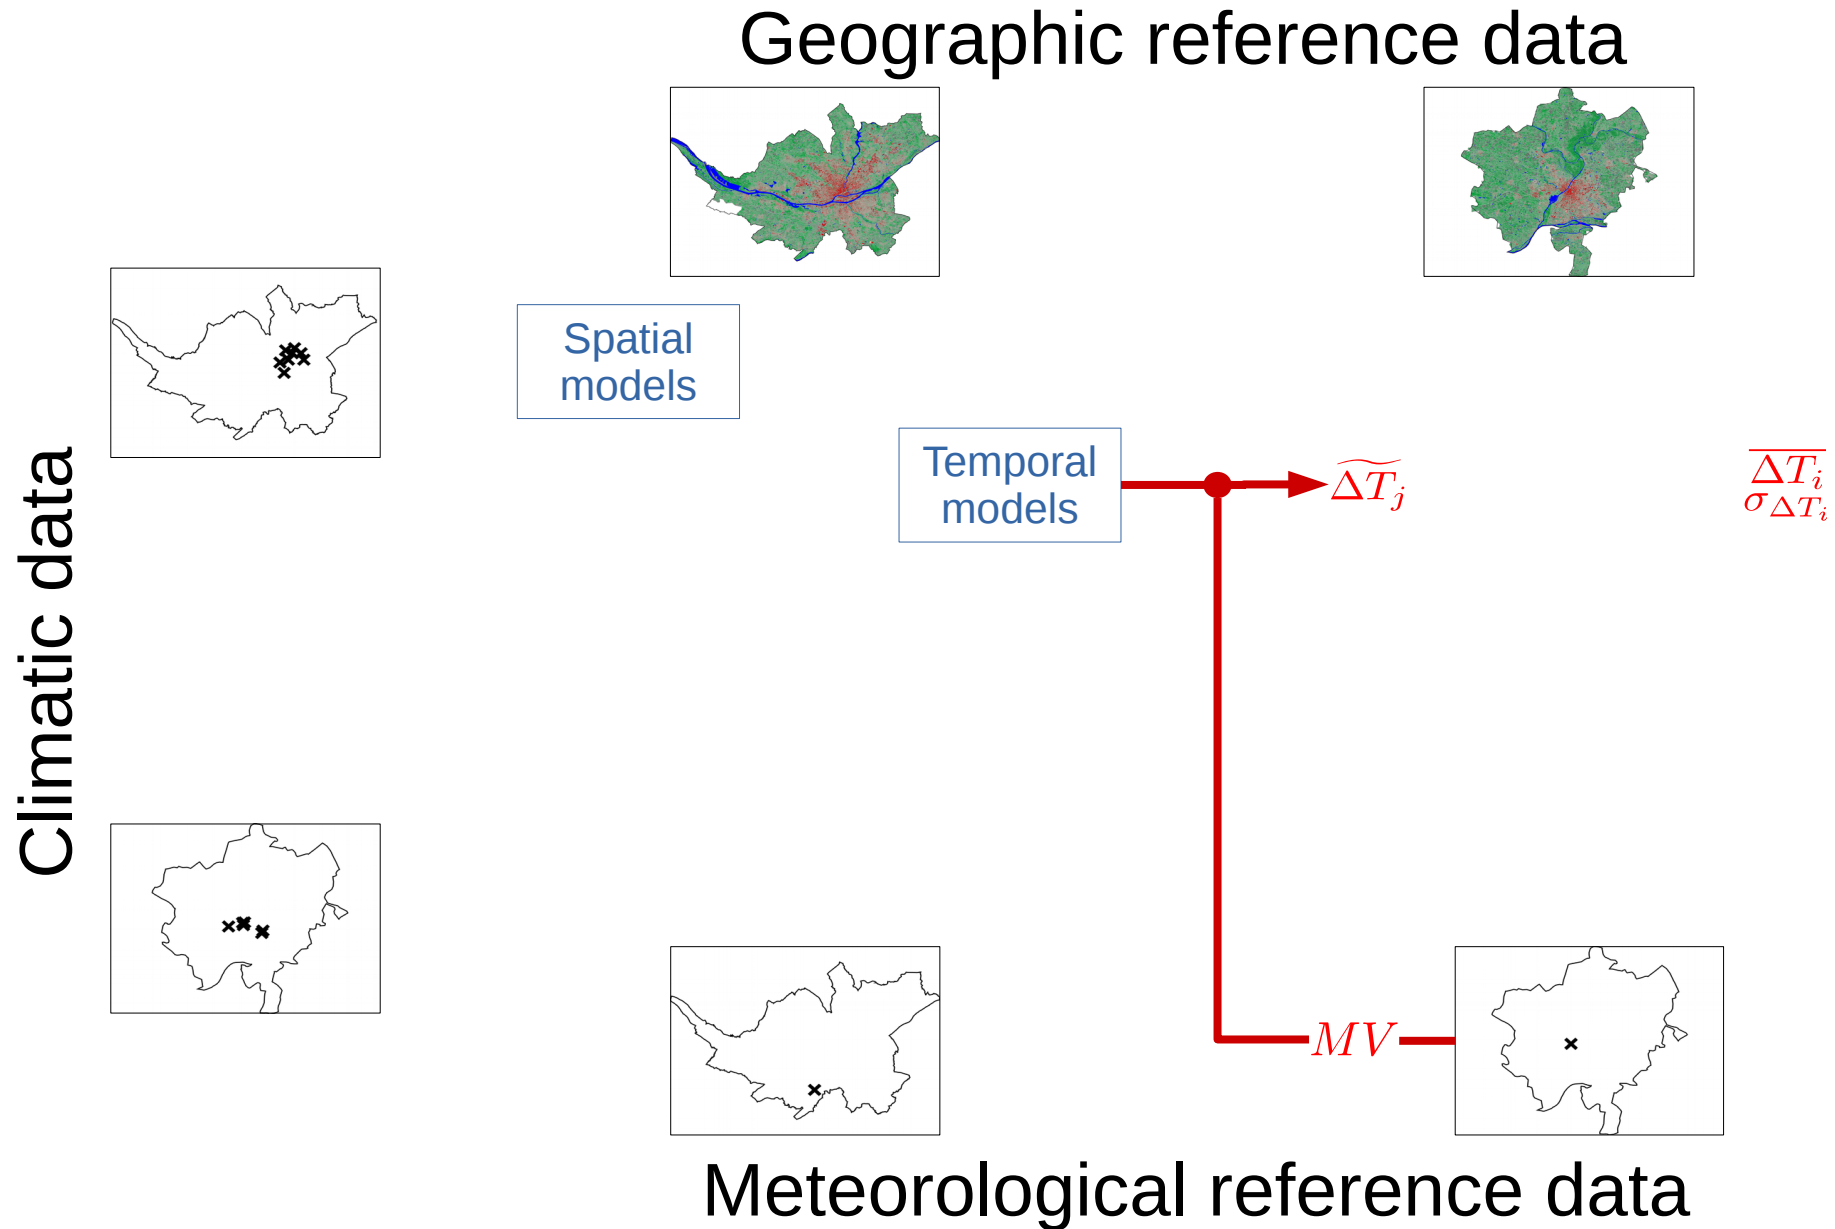 Geographic reference data
Spatial
models
Temporal
models
$\widetilde{\Delta T_j}$
$\overline{\Delta T_i}$
$\sigma_{\Delta T_i}$
Climatic data
$MV$
Meteorological reference data